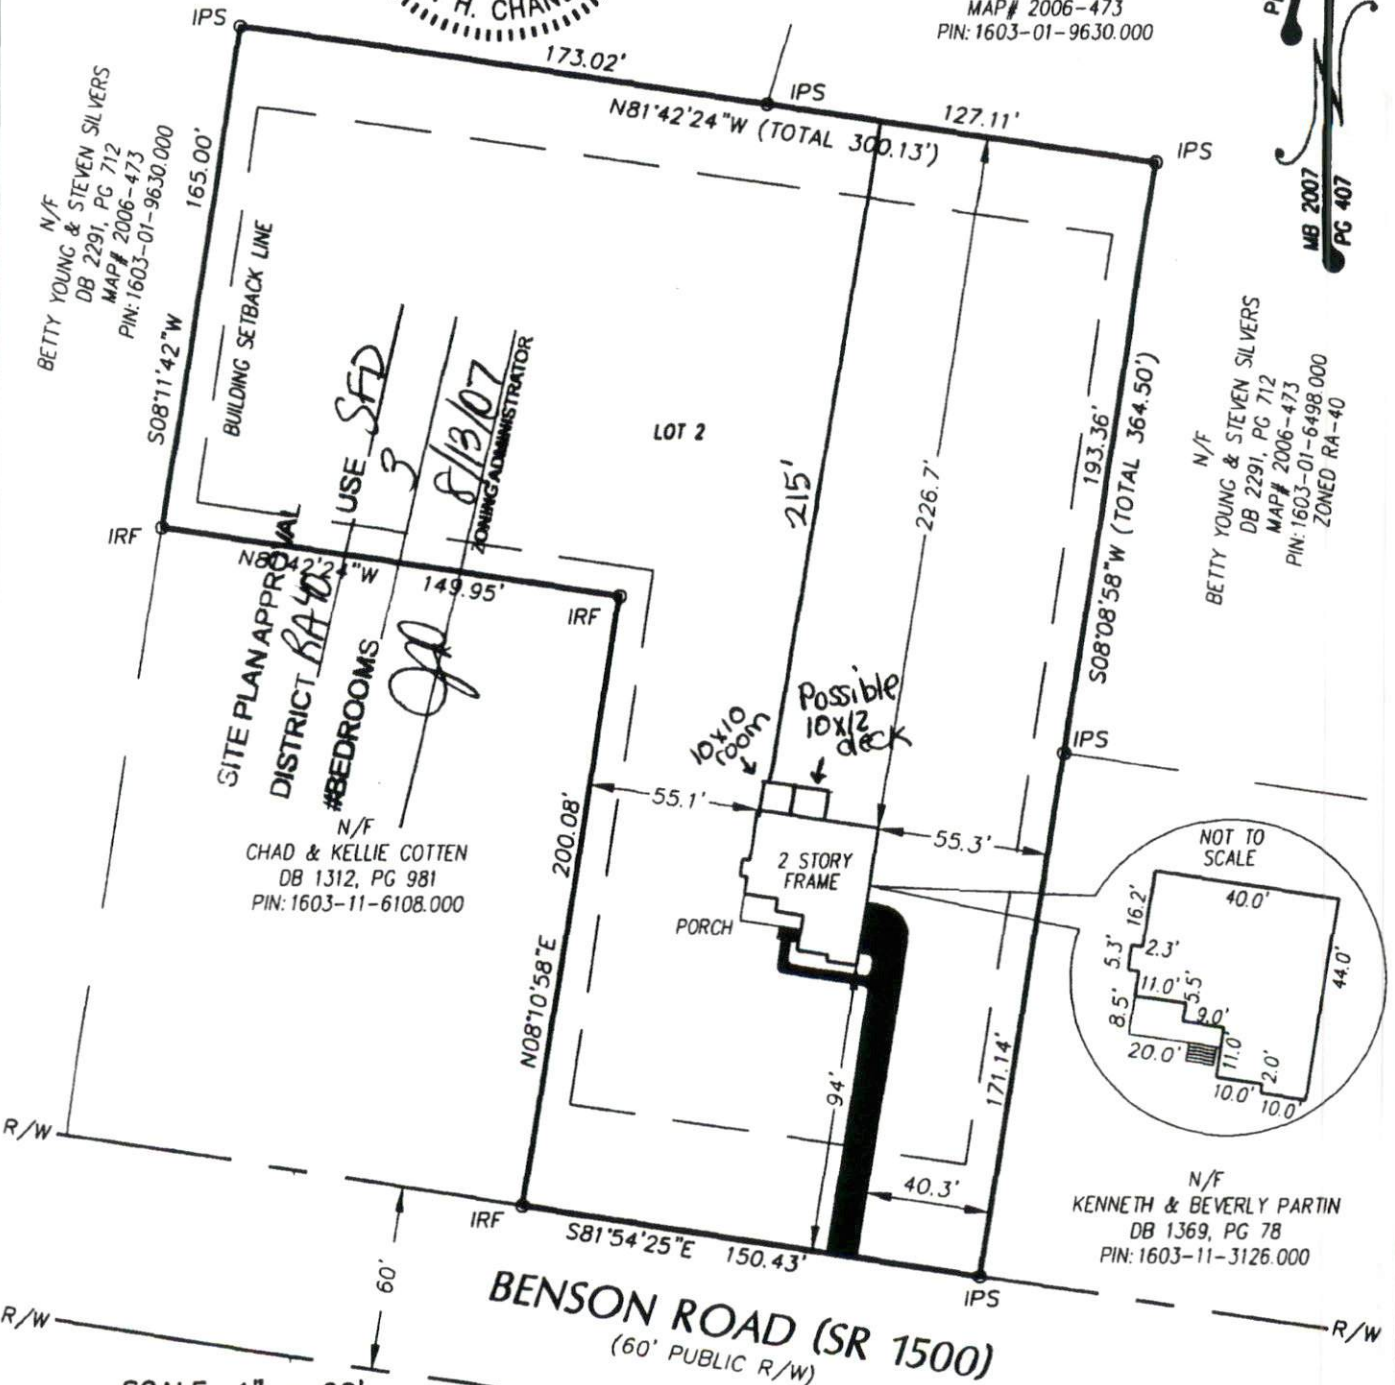 H. CHAN
MAP# 2006-473
PIN: 1603-01-9630.000
IPS
173.02'
IPS
N81°42'24"W (TOTAL 300.13')
127.11'
IPS
MB 2007
PG 407
N/F
BETTY YOUNG & STEVEN SILVERS
DB 2291, PG 712
MAP# 2006-473
PIN: 1603-01-9630.000
165.00'
S08°11'42"W
BUILDING SETBACK LINE
LOT 2
215'
226.7'
193.36'
S08°08'58"W (TOTAL 364.50')
N/F
BETTY YOUNG & STEVEN SILVERS
DB 2291, PG 712
MAP# 2006-473
PIN: 1603-01-6498.000
ZONED RA-40
SITE PLAN APPROVAL
DISTRICT RA40 USE SFD
#BEDROOMS 3
8/13/07
ZONING ADMINISTRATOR
IRF
N81°42'24"W
149.95'
IRF
10x10
room
Possible
10x12
deck
IPS
55.1'
55.3'
2 STORY
FRAME
PORCH
N/F
CHAD & KELLIE COTTEN
DB 1312, PG 981
PIN: 1603-11-6108.000
200.08'
N08°10'58"E
NOT TO
SCALE
40.0'
16.2'
5.3'
2.3'
44.0'
11.0'
5.5'
8.5'
9.0'
20.0'
11.0'
2.0'
10.0'
10.0'
94'
171.14'
40.3'
N/F
KENNETH & BEVERLY PARTIN
DB 1369, PG 78
PIN: 1603-11-3126.000
R/W
IRF
S81°54'25"E 150.43'
IPS
60'
BENSON ROAD (SR 1500)
(60' PUBLIC R/W)
R/W
R/W